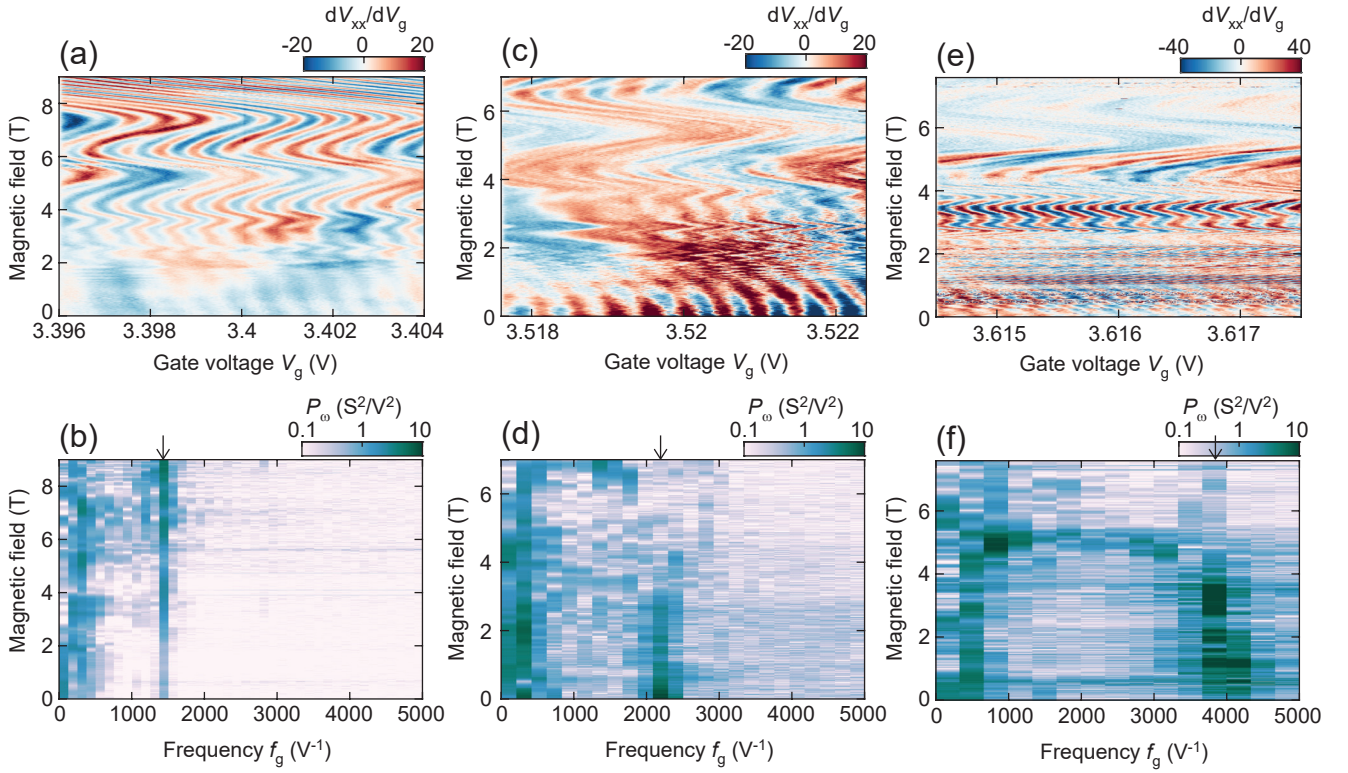 (a)
dVxx/dVg
-20 0 20
Magnetic field (T)
8
6
4
2
0
3.396 3.398 3.4 3.402 3.404
Gate voltage Vg (V)
(c)
dVxx/dVg
-20 0 20
Magnetic field (T)
6
4
2
0
3.518 3.52 3.522
Gate voltage Vg (V)
(e)
dVxx/dVg
-40 0 40
Magnetic field (T)
6
4
2
0
3.615 3.616 3.617
Gate voltage Vg (V)
(b)
Pω (S²/V²)
0.1 1 10
Magnetic field (T)
8
6
4
2
0
0 1000 2000 3000 4000 5000
Frequency fg (V⁻¹)
(d)
Pω (S²/V²)
0.1 1 10
Magnetic field (T)
6
4
2
0
0 1000 2000 3000 4000 5000
Frequency fg (V⁻¹)
(f)
Pω (S²/V²)
0.1 1 10
Magnetic field (T)
6
4
2
0
0 1000 2000 3000 4000 5000
Frequency fg (V⁻¹)